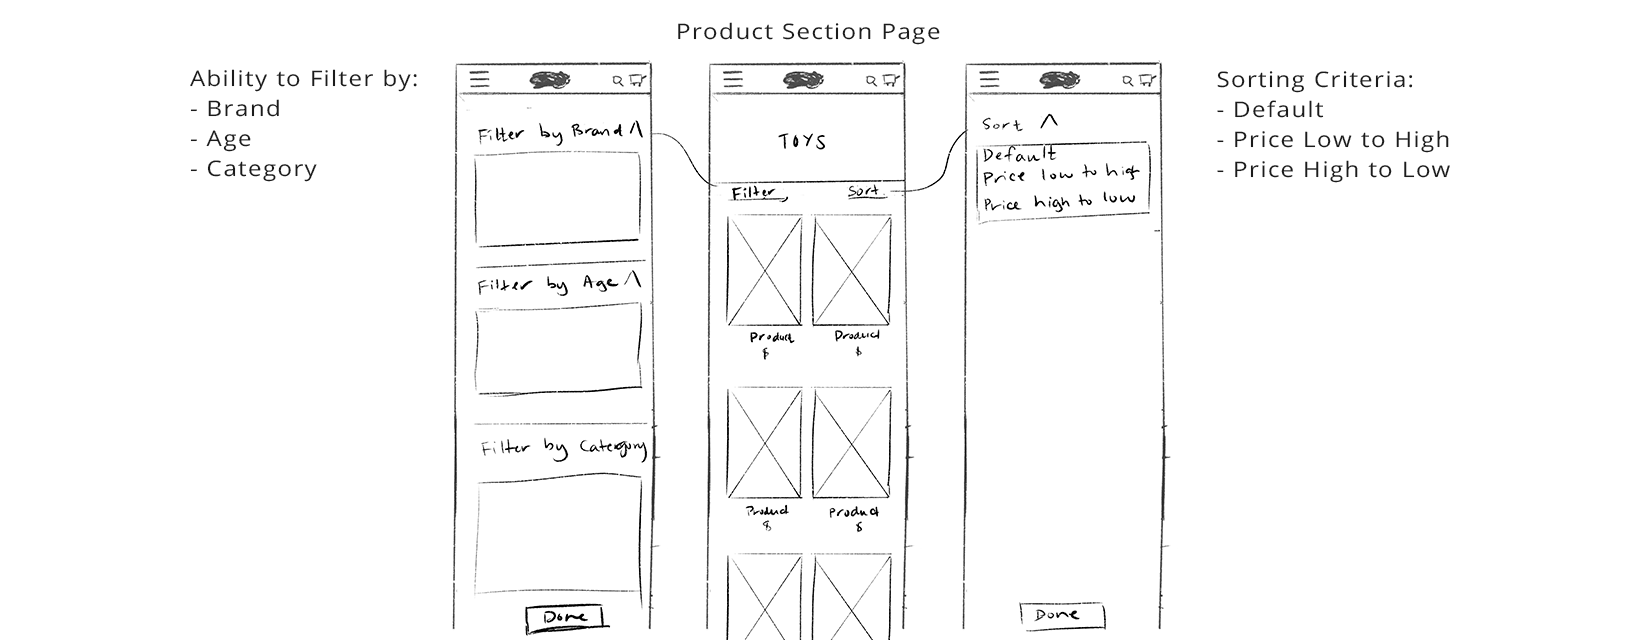 Product Section Page
Ability to Filter by:
- Brand
- Age
- Category
Filter by Brand
Filter by Age
Filter by Catergory
Done
TOYS
Filter Sort
Product Product
$ $
Product Product
$ $
Sort
Default
Price low to high
Price high to low
Done
Sorting Criteria:
- Default
- Price Low to High
- Price High to Low